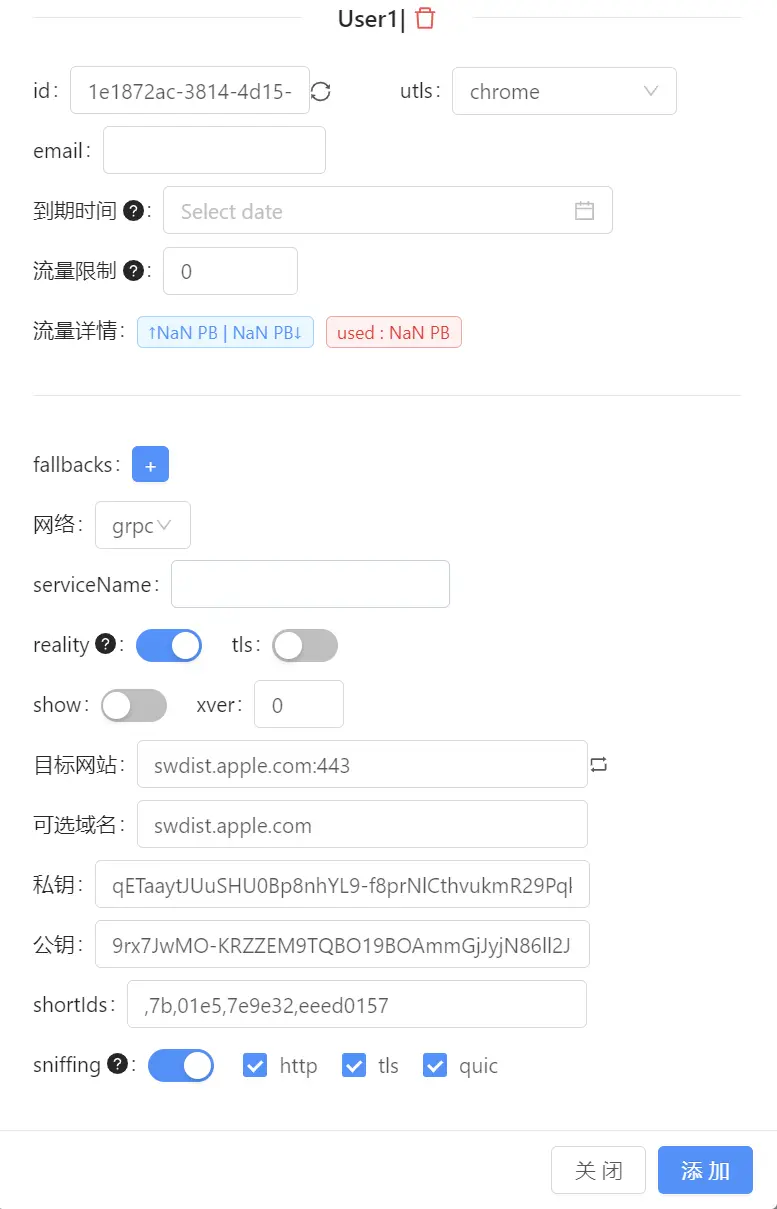 User1|
id: 1e1872ac-3814-4d15- utls: chrome
email:
到期时间 ?: Select date
流量限制 ?: 0
流量详情: ↑NaN PB | NaN PB↓ used : NaN PB
fallbacks: +
网络: grpc
serviceName:
reality ?: tls:
show: xver: 0
目标网站: swdist.apple.com:443
可选域名: swdist.apple.com
私钥: qETaaytJUuSHU0Bp8nhYL9-f8prNlCthvukmR29Pql
公钥: 9rx7JwMO-KRZZEM9TQBO19BOAmmGjJyjN86ll2J
shortIds: ,7b,01e5,7e9e32,eeed0157
sniffing ?: http tls quic
关 闭 添 加